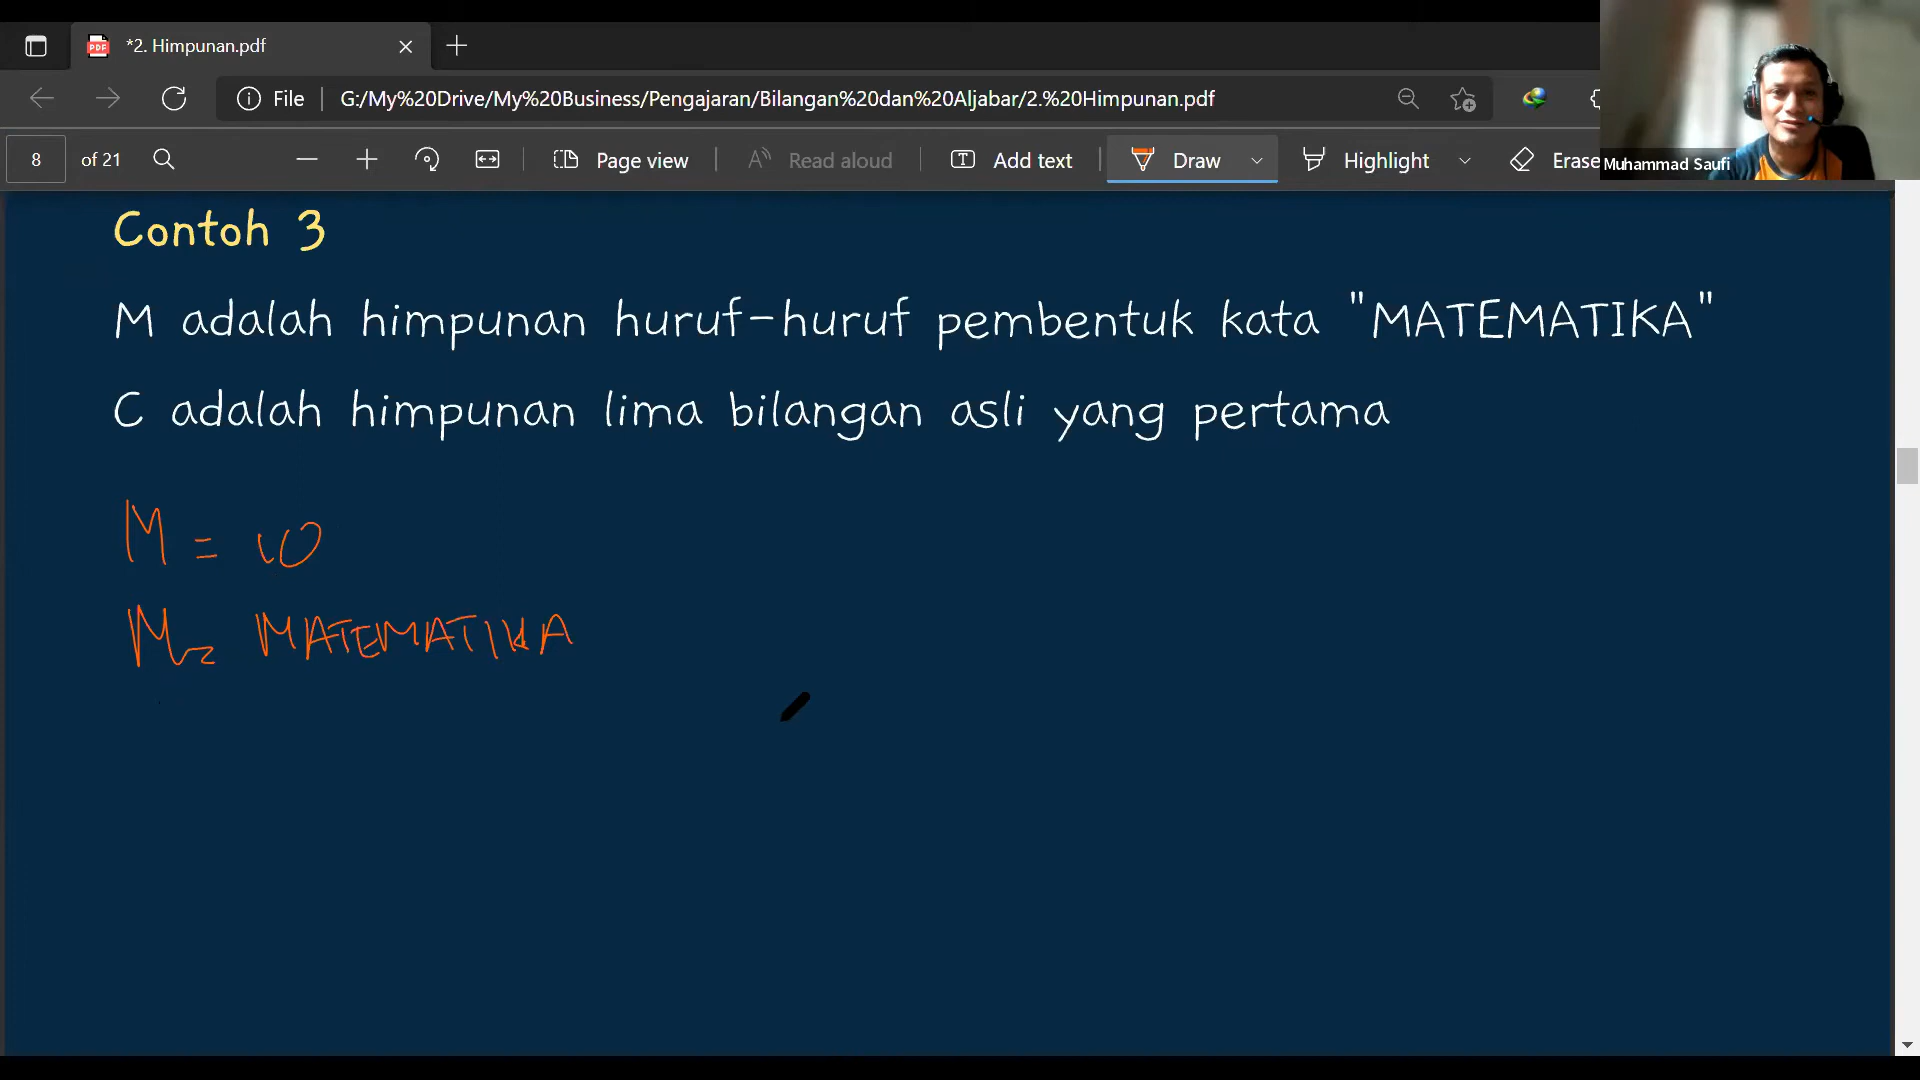 *2. Himpunan.pdf
File G:/My%20Drive/My%20Business/Pengajaran/Bilangan%20dan%20Aljabar/2.%20Himpunan.pdf
8 of 21 Page view Read aloud Add text Draw Highlight Erase
Muhammad Saufi
Contoh 3
M adalah himpunan huruf-huruf pembentuk kata "MATEMATIKA"
C adalah himpunan lima bilangan asli yang pertama
M = 10
M = MATEMATIKA